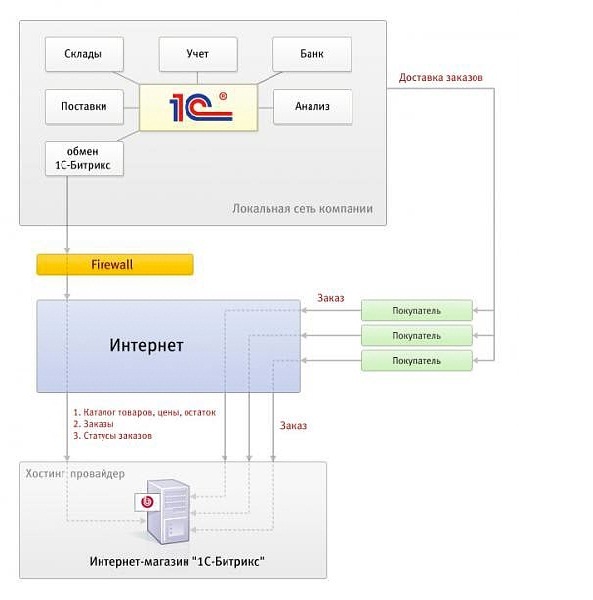 Склады
Учет
Банк
Доставка заказов
Поставки
1С®
Анализ
обмен
1С-Битрикс
Локальная сеть компании
Firewall
Заказ
Покупатель
Интернет
Покупатель
Покупатель
1. Каталог товаров, цены, остаток
2. Заказы
3. Статусы заказов
Заказ
Хостинг провайдер
Интернет-магазин "1С-Битрикс"